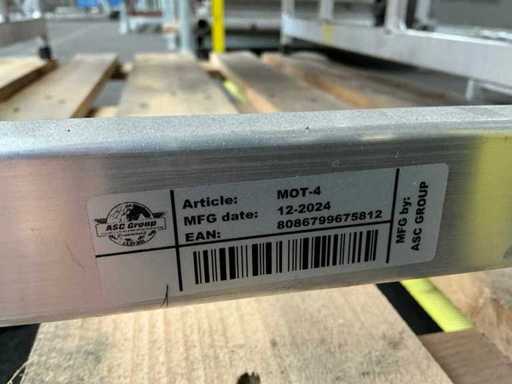 ASC Group
Article: MOT-4
MFG date: 12-2024
EAN: 8086799675812
MFG by:
ASC GROUP